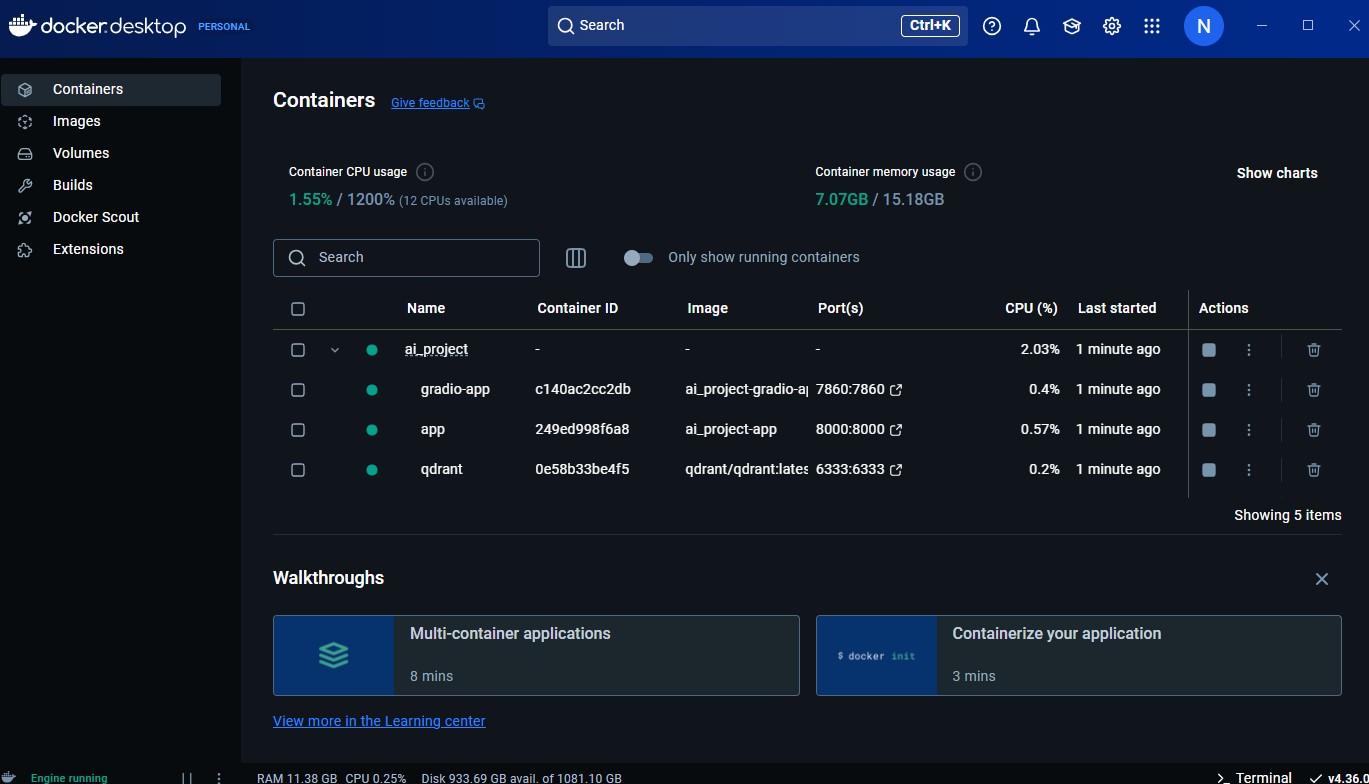 docker.desktop PERSONAL
Search Ctrl+K
N
Containers
Images
Volumes
Builds
Docker Scout
Extensions
Containers Give feedback
Container CPU usage
1.55% / 1200% (12 CPUs available)
Container memory usage
7.07GB / 15.18GB
Show charts
Search
Only show running containers
Name Container ID Image Port(s) CPU (%) Last started Actions
ai_project - - - 2.03% 1 minute ago
gradio-app c140ac2cc2db ai_project-gradio-ap 7860:7860 0.4% 1 minute ago
app 249ed998f6a8 ai_project-app 8000:8000 0.57% 1 minute ago
qdrant 0e58b33be4f5 qdrant/qdrant:lates 6333:6333 0.2% 1 minute ago
Showing 5 items
Walkthroughs
Multi-container applications
8 mins
$ docker init
Containerize your application
3 mins
View more in the Learning center
Engine running RAM 11.38 GB CPU 0.25% Disk 933.69 GB avail. of 1081.10 GB >_ Terminal v4.36.0